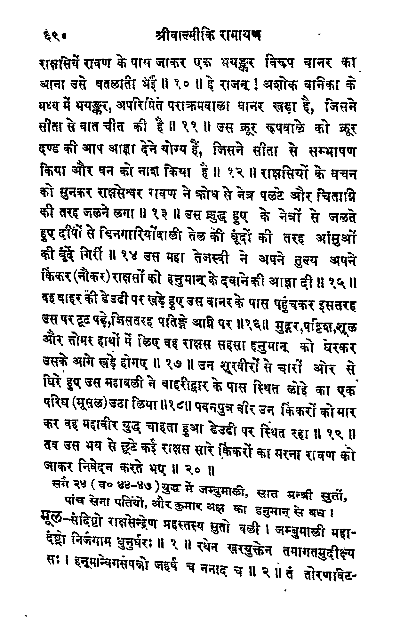 ६९० श्रीवाल्मीकि रामायण
राक्षसियें रावण के पास जाकर एक भयङ्कर विरूप बानर का
आना उसे बतलाती भई ॥ १० ॥ हे राजन् ! अशोक बानिका के
मध्य में भयङ्कर, अपरिमित पराक्रमवाला बानर खड़ा है, जिसने
सीता से बात चीत की है ॥ ११ ॥ उस क्रूर रूपवाले को क्रूर
दण्ड की आप आज्ञा देने योग्य हैं, जिसने सीता से सम्भाषण
किया और बन को नाश किया है ॥ १२ ॥ राक्षसियों के बचन
को सुनकर राक्षसेश्वर रावण ने क्रोध से नेत्र पलटे और चिताग्नि
की तरह जलने लगा ॥ १३ ॥ उस क्रुद्ध हुए के नेत्रों से जलते
हुए दीपों से चिनगारियोंवाली तेल की बूंदों की तरह आंसुओं
की बूंदें गिरीं ॥ १४ उस महा तेजस्वी ने अपने तुल्य अपने
किंकर (नौकर) राक्षसों को हनुमान् के दबाने की आज्ञा दी ॥ १५ ॥
वह बाहर की डेउढी पर खड़े हुए उस बानर के पास पहुंचकर इसतरह
उस पर टूट पड़े, जिसतरह पतिङ्गे अग्नि पर ॥१६॥ मुद्गर, पट्टिश, शूल
और तोमर हाथों में लिए वह राक्षस सहसा हनुमान् को घेरकर
उसके आगे खड़े होगए ॥ १७ ॥ उन शूरवीरों से चारों ओर से
घिरे हुए उस महाबली ने बाहरीद्वार के पास स्थित लोहे का एक
परिघ (मूसल) उठा लिया ॥१८॥ पवनपुत्र वीर उन किंकरों को मार
कर वह महावीर युद्ध चाहता हुआ डेउढी पर स्थित रहा ॥ १९ ॥
तब उस भय से छूटे कई राक्षस सारे किंकरों का मरना रावण को
जाकर निवेदन करते भए ॥ २० ॥
सर्ग २५ (व० ४४-४७) युद्ध में जम्बुमाली, सात मन्त्री सुतों,
पांच सेना पतियों, और कुमार अक्ष का हनुमान् से बध ।
मूल-संदिष्टो राक्षसेन्द्रेण प्रहस्तस्य सुतो बली । जम्बुमाली महा-
दंष्ट्रो निर्जगाम धनुर्धरः ॥ १ ॥ रथेन खरयुक्तेन तमागतमुदीक्ष्य
सः । हनुमान्वेगसंपन्नो जहर्ष च ननाद च ॥ २ ॥ तं तोरणविट-